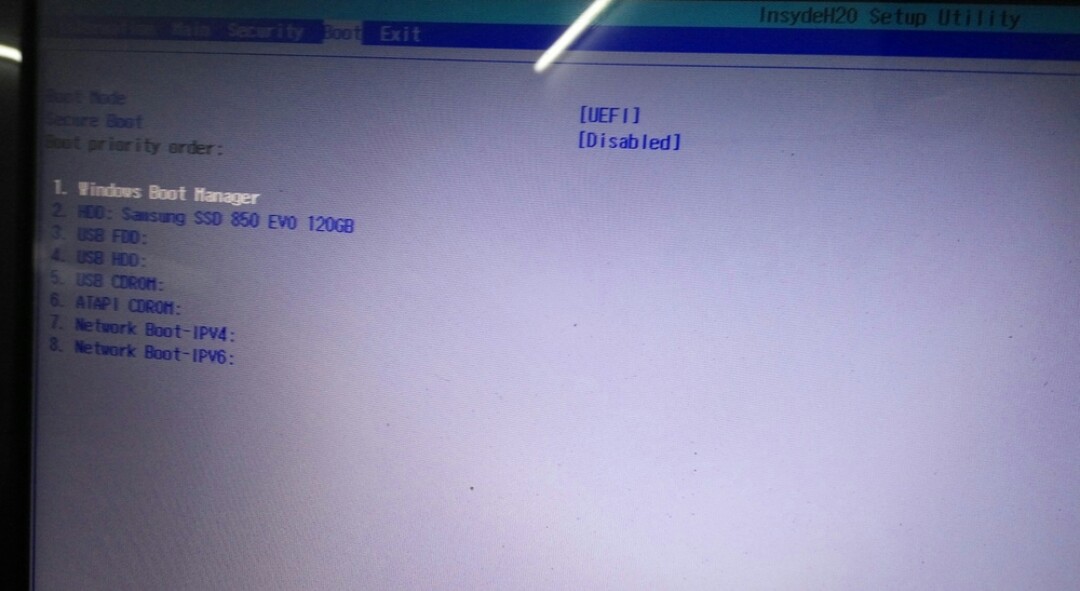 InsydeH20 Setup Utility
Information Main Security Boot Exit
Boot Mode [UEFI]
Secure Boot [Disabled]
Boot priority order:
1. Windows Boot Manager
2. HDD: Samsung SSD 850 EVO 120GB
3. USB FDD:
4. USB HDD:
5. USB CDROM:
6. ATAPI CDROM:
7. Network Boot-IPV4:
8. Network Boot-IPV6: